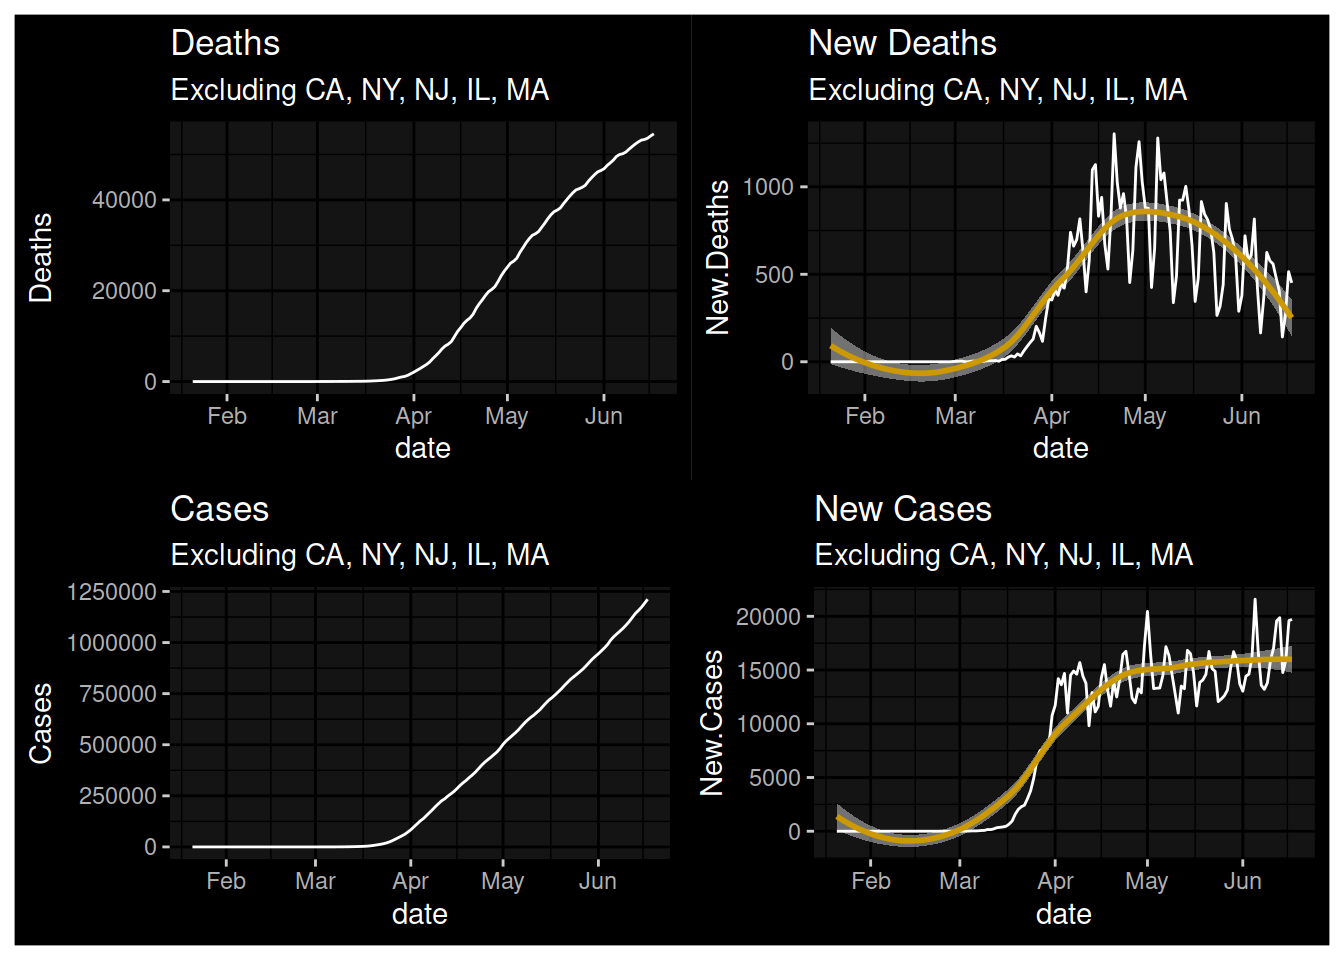 Deaths
Excluding CA, NY, NJ, IL, MA
Deaths
40000
20000
0
Feb Mar Apr May Jun
date
New Deaths
Excluding CA, NY, NJ, IL, MA
New.Deaths
1000
500
0
Feb Mar Apr May Jun
date
Cases
Excluding CA, NY, NJ, IL, MA
Cases
1250000
1000000
750000
500000
250000
0
Feb Mar Apr May Jun
date
New Cases
Excluding CA, NY, NJ, IL, MA
New.Cases
20000
15000
10000
5000
0
Feb Mar Apr May Jun
date